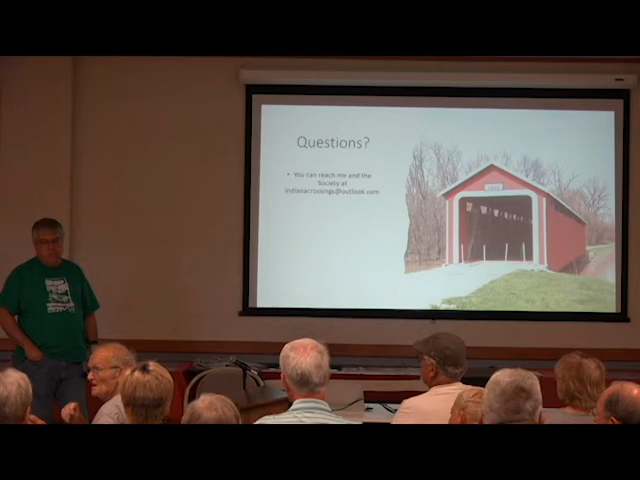 Questions?
• You can reach me and the
Society at
indianacrossings@outlook.com